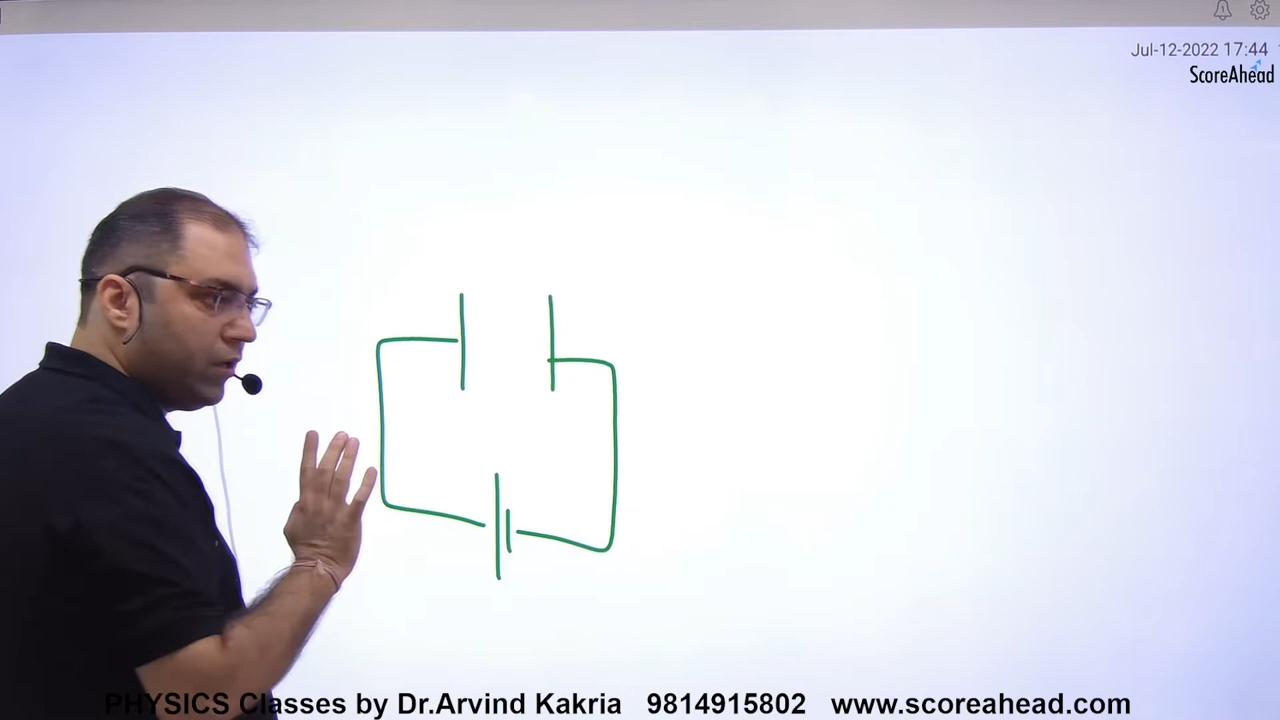 Jul-12-2022 17:44
ScoreAhead
PHYSICS Classes by Dr.Arvind Kakria 9814915802 www.scoreahead.com